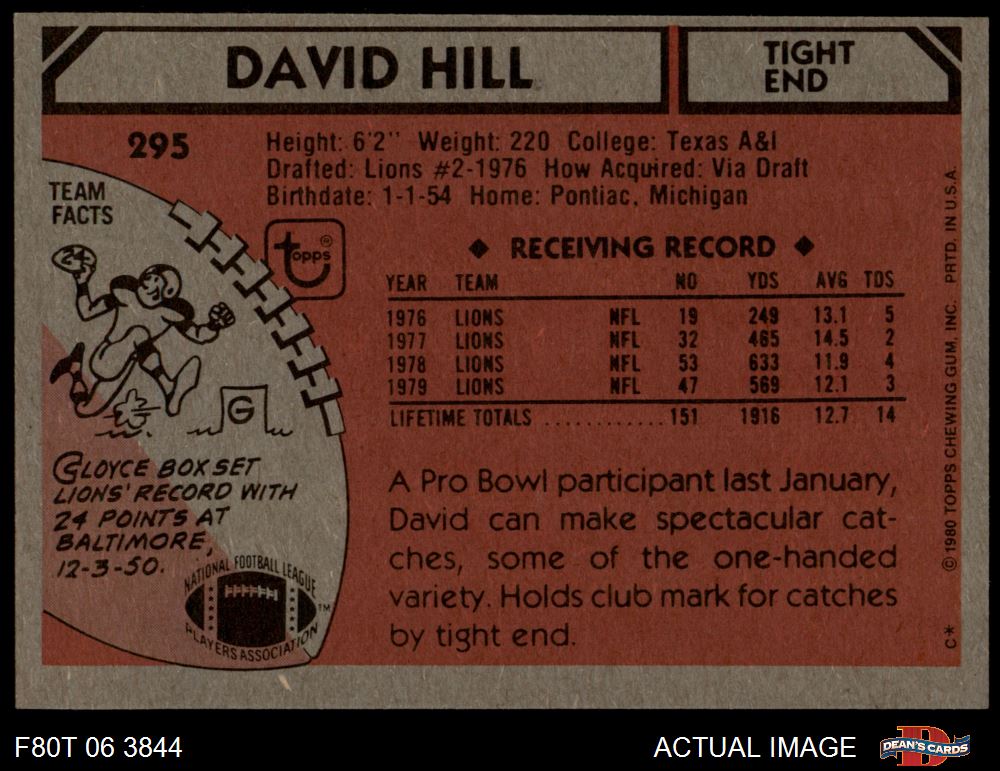 DAVID HILL
TIGHT
END
295
Height: 6'2" Weight: 220 College: Texas A&I
Drafted: Lions #2-1976 How Acquired: Via Draft
Birthdate: 1-1-54 Home: Pontiac, Michigan
TEAM
FACTS
24
G
GLOYCE BOX SET
LIONS' RECORD WITH
24 POINTS AT
BALTIMORE,
12-3-50.
NATIONAL FOOTBALL LEAGUE
PLAYERS ASSOCIATION
TM
topps®
◆ RECEIVING RECORD ◆
YEAR TEAM NO YDS AVG TDS
1976 LIONS NFL 19 249 13.1 5
1977 LIONS NFL 32 465 14.5 2
1978 LIONS NFL 53 633 11.9 4
1979 LIONS NFL 47 569 12.1 3
LIFETIME TOTALS ............ 151 1916 12.7 14
A Pro Bowl participant last January,
David can make spectacular cat-
ches, some of the one-handed
variety. Holds club mark for catches
by tight end.
C* © 1980 TOPPS CHEWING GUM, INC. PRTD. IN U.S.A.
F80T 06 3844
ACTUAL IMAGE
DEAN'S CARDS